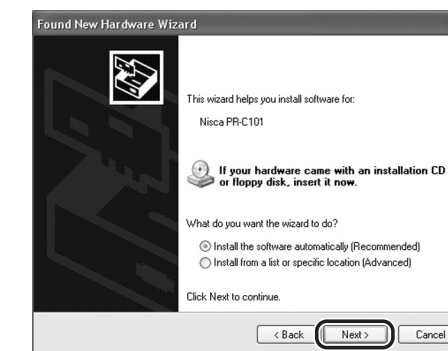 Found New Hardware Wizard
This wizard helps you install software for:
Nisca PR-C101
If your hardware came with an installation CD
or floppy disk, insert it now.
What do you want the wizard to do?
Install the software automatically (Recommended)
Install from a list or specific location (Advanced)
Click Next to continue.
< Back Next > Cancel